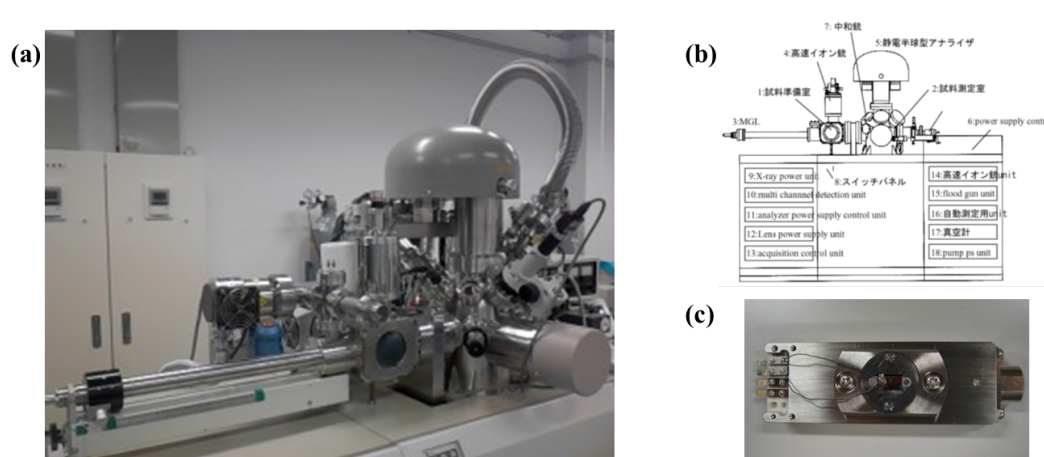 (a)
(b)
7: 中和銃
5:静電半球型アナライザ
4:高速イオン銃
1:試料準備室
2:試料測定室
3:MGL
6:power supply contr
9:X-ray power unit
10:multi channnel detection unit
11:analyzer power supply control unit
12:Lens power supply unit
13:acquisition control unit
8:スイッチパネル
14:高速イオン銃unit
15:flood gun unit
16:自動測定用unit
17:真空計
18:pump ps unit
(c)